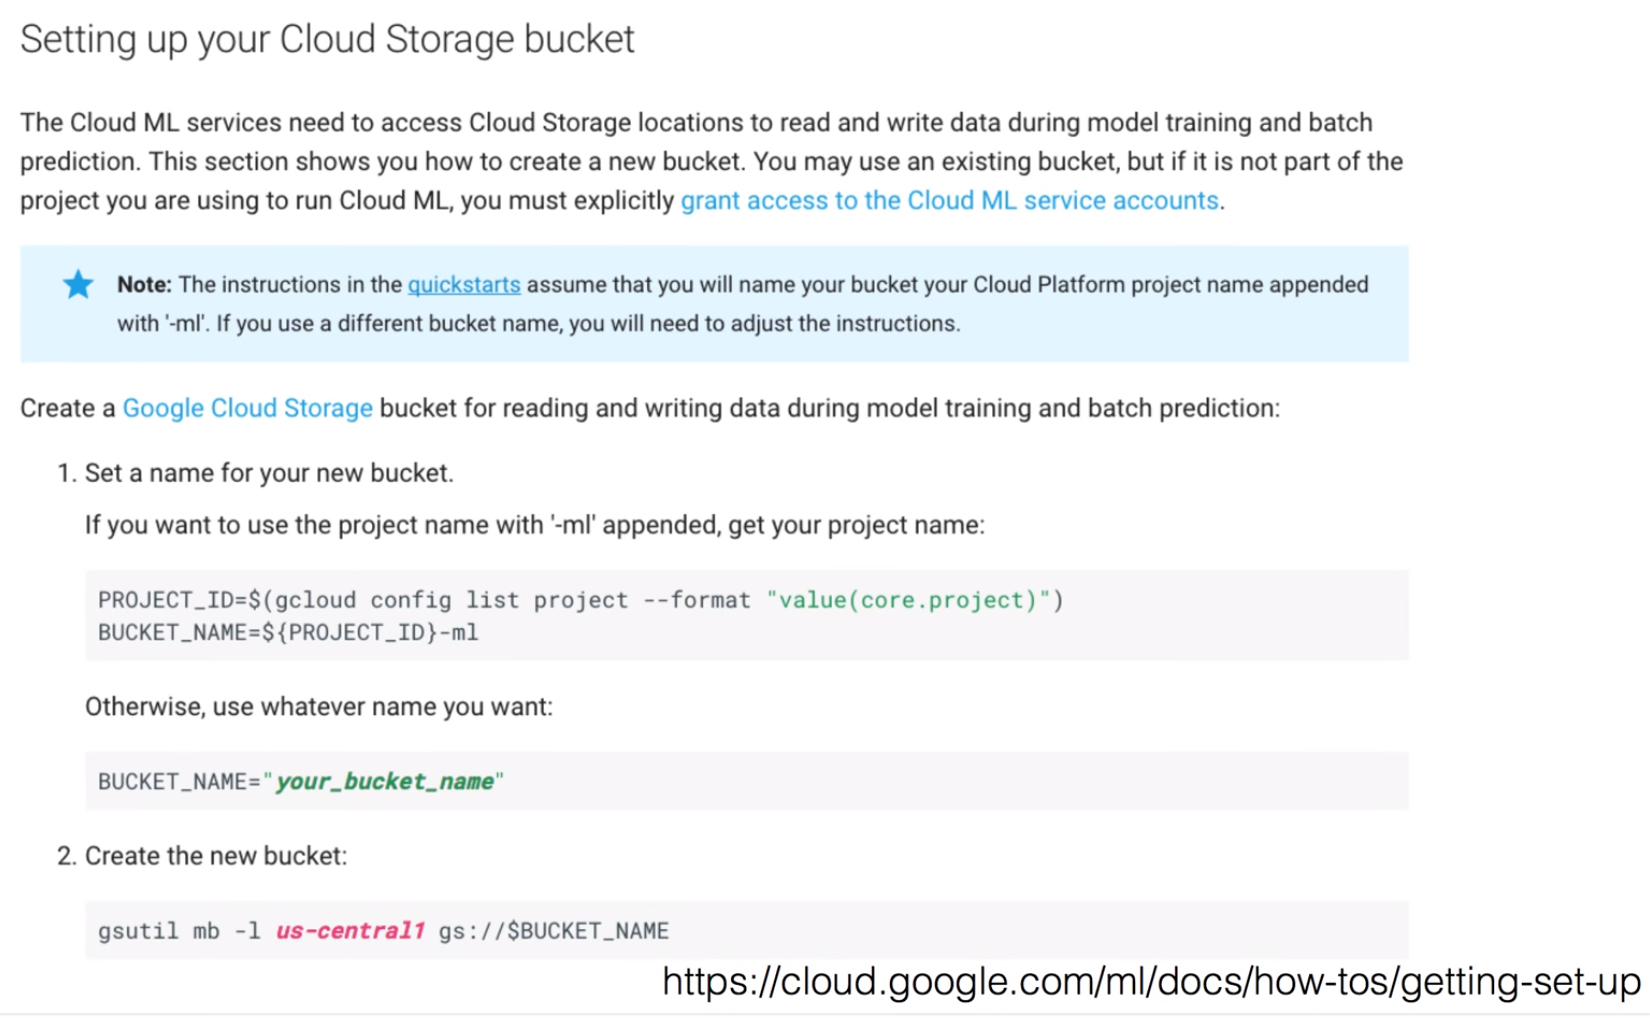 Setting up your Cloud Storage bucket
The Cloud ML services need to access Cloud Storage locations to read and write data during model training and batch
prediction. This section shows you how to create a new bucket. You may use an existing bucket, but if it is not part of the
project you are using to run Cloud ML, you must explicitly grant access to the Cloud ML service accounts.
Note: The instructions in the quickstarts assume that you will name your bucket your Cloud Platform project name appended
with '-ml'. If you use a different bucket name, you will need to adjust the instructions.
Create a Google Cloud Storage bucket for reading and writing data during model training and batch prediction:
1. Set a name for your new bucket.
If you want to use the project name with '-ml' appended, get your project name:
PROJECT_ID=$(gcloud config list project --format "value(core.project)")
BUCKET_NAME=${PROJECT_ID}-ml
Otherwise, use whatever name you want:
BUCKET_NAME="your_bucket_name"
2. Create the new bucket:
gsutil mb -l us-central1 gs://$BUCKET_NAME
https://cloud.google.com/ml/docs/how-tos/getting-set-up